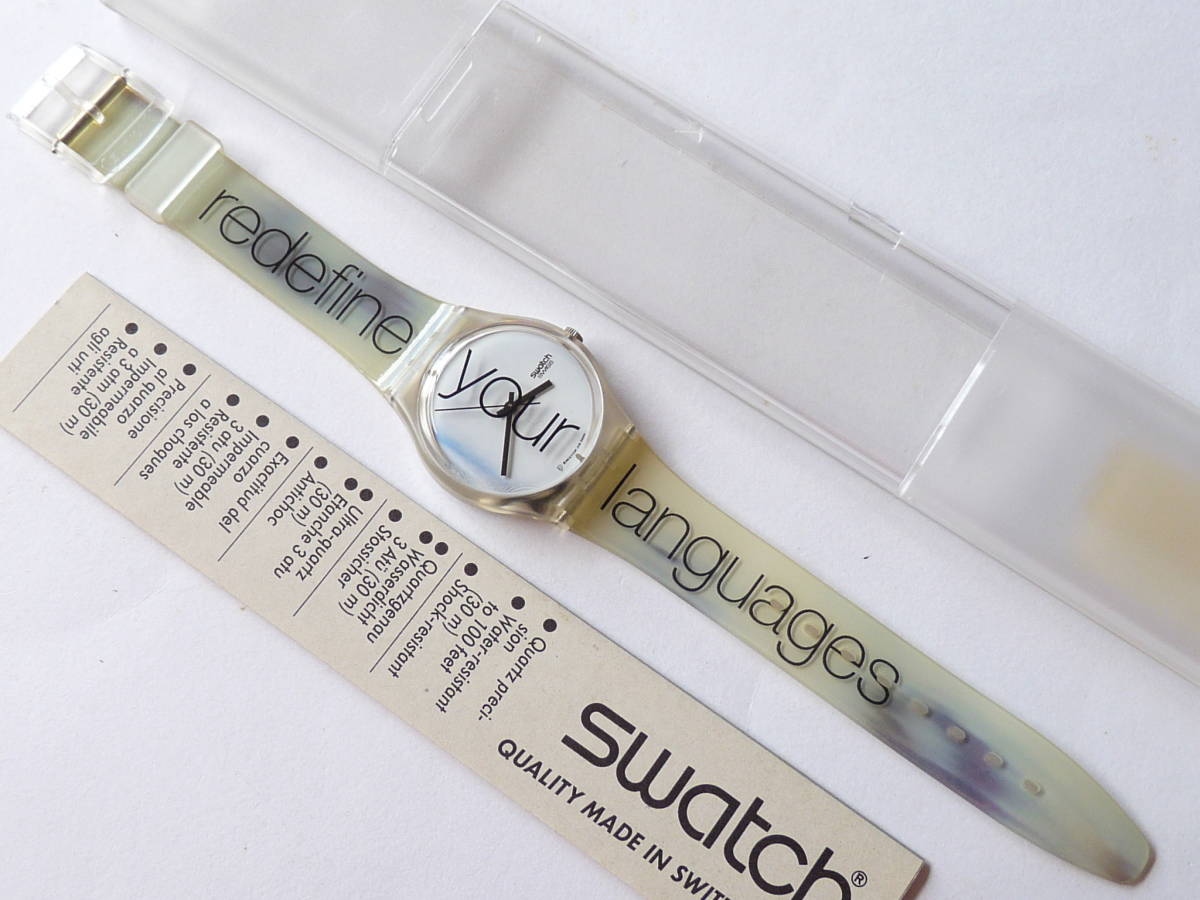 redefine
your
languages
swatch
swatch®
QUALITY MADE IN SWIT
Quartz preci-
sion
Water-resistant
to 100 feet
(30 m)
Shock-resistant
Quartzgenau
Wasserdicht
3 Atü (30 m)
Stossicher
Ultra-quartz
Etanche 3 atu
(30 m)
Antichoc
Exactitud del
cuarzo
Impermeable
3 atu (30 m)
Resistente
a los choques
Precisione
al quarzo
Impermeabile
a 3 atm (30 m)
Resistente
agli urti